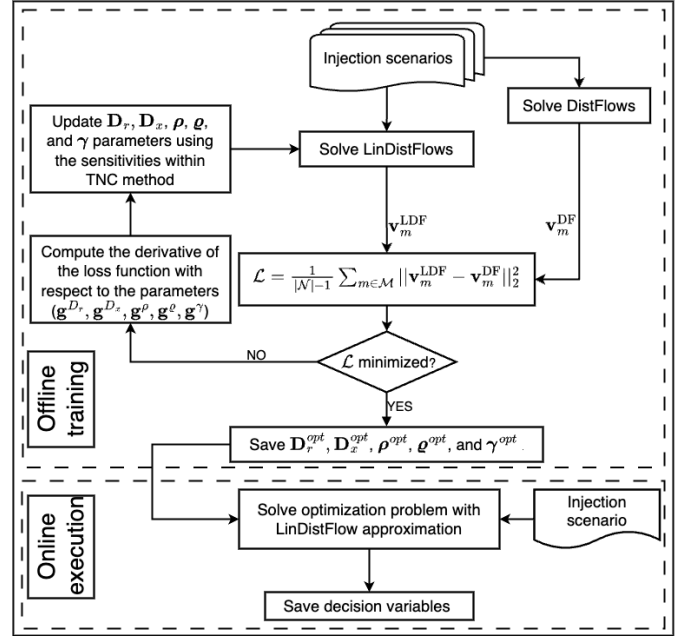 Injection scenarios
Solve DistFlows
Update D_r, D_x, ρ, ϱ,
and γ parameters using
the sensitivities within
TNC method
Solve LinDistFlows
v_m^LDF
v_m^DF
Compute the derivative of
the loss function with
respect to the parameters
(g^{D_r}, g^{D_x}, g^ρ, g^ϱ, g^γ)
ℒ = 1/(|𝒩|−1) ∑_{m∈ℳ} ||v_m^LDF − v_m^DF||_2^2
NO
ℒ minimized?
YES
Offline
training
Save D_r^opt, D_x^opt, ρ^opt, ϱ^opt, and γ^opt.
Online
execution
Solve optimization problem with
LinDistFlow approximation
Injection
scenario
Save decision variables